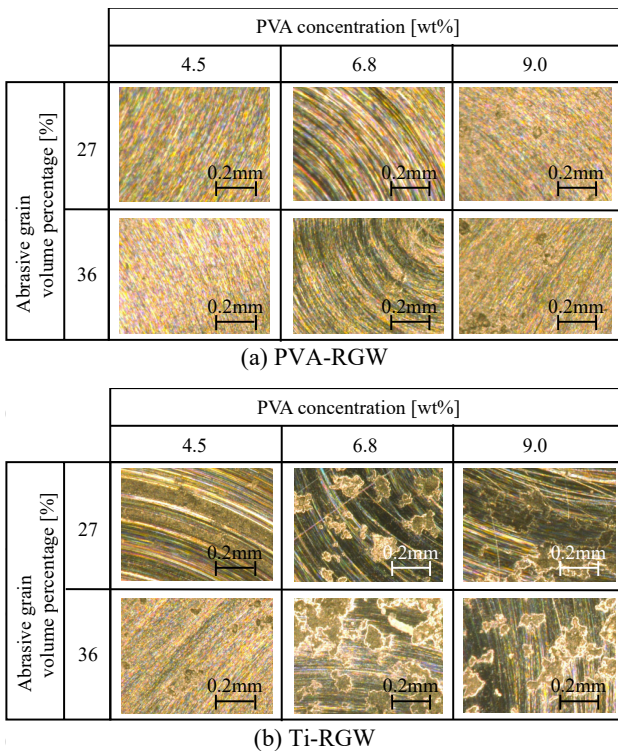 PVA concentration [wt%]
4.5 6.8 9.0
Abrasive grain
volume percentage [%]
27
0.2mm 0.2mm 0.2mm
36
0.2mm 0.2mm 0.2mm
(a) PVA-RGW
PVA concentration [wt%]
4.5 6.8 9.0
Abrasive grain
volume percentage [%]
27
0.2mm 0.2mm 0.2mm
36
0.2mm 0.2mm 0.2mm
(b) Ti-RGW